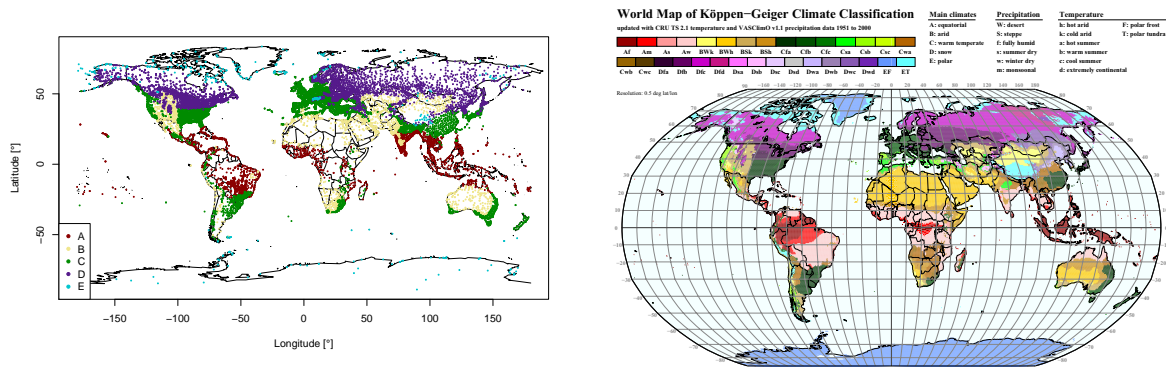 50
0
−50
Latitude [°]
A
B
C
D
E
−150
−100
−50
0
50
100
150
Longitude [°]
World Map of Köppen-Geiger Climate Classification
updated with CRU TS 2.1 temperature and VASClimO v1.1 precipitation data 1951 to 2000
Af Am As Aw BWk BWh BSk BSh Cfa Cfb Cfc Csa Csb Csc Cwa
Cwb Cwc Dfa Dfb Dfc Dfd Dsa Dsb Dsc Dsd Dwa Dwb Dwc Dwd EF ET
Main climates
A: equatorial
B: arid
C: warm temperate
D: snow
E: polar
Precipitation
W: desert
S: steppe
f: fully humid
s: summer dry
w: winter dry
m: monsoonal
Temperature
h: hot arid
k: cold arid
a: hot summer
b: warm summer
c: cool summer
d: extremely continental
F: polar frost
T: polar tundra
Resolution: 0.5 deg lat/lon